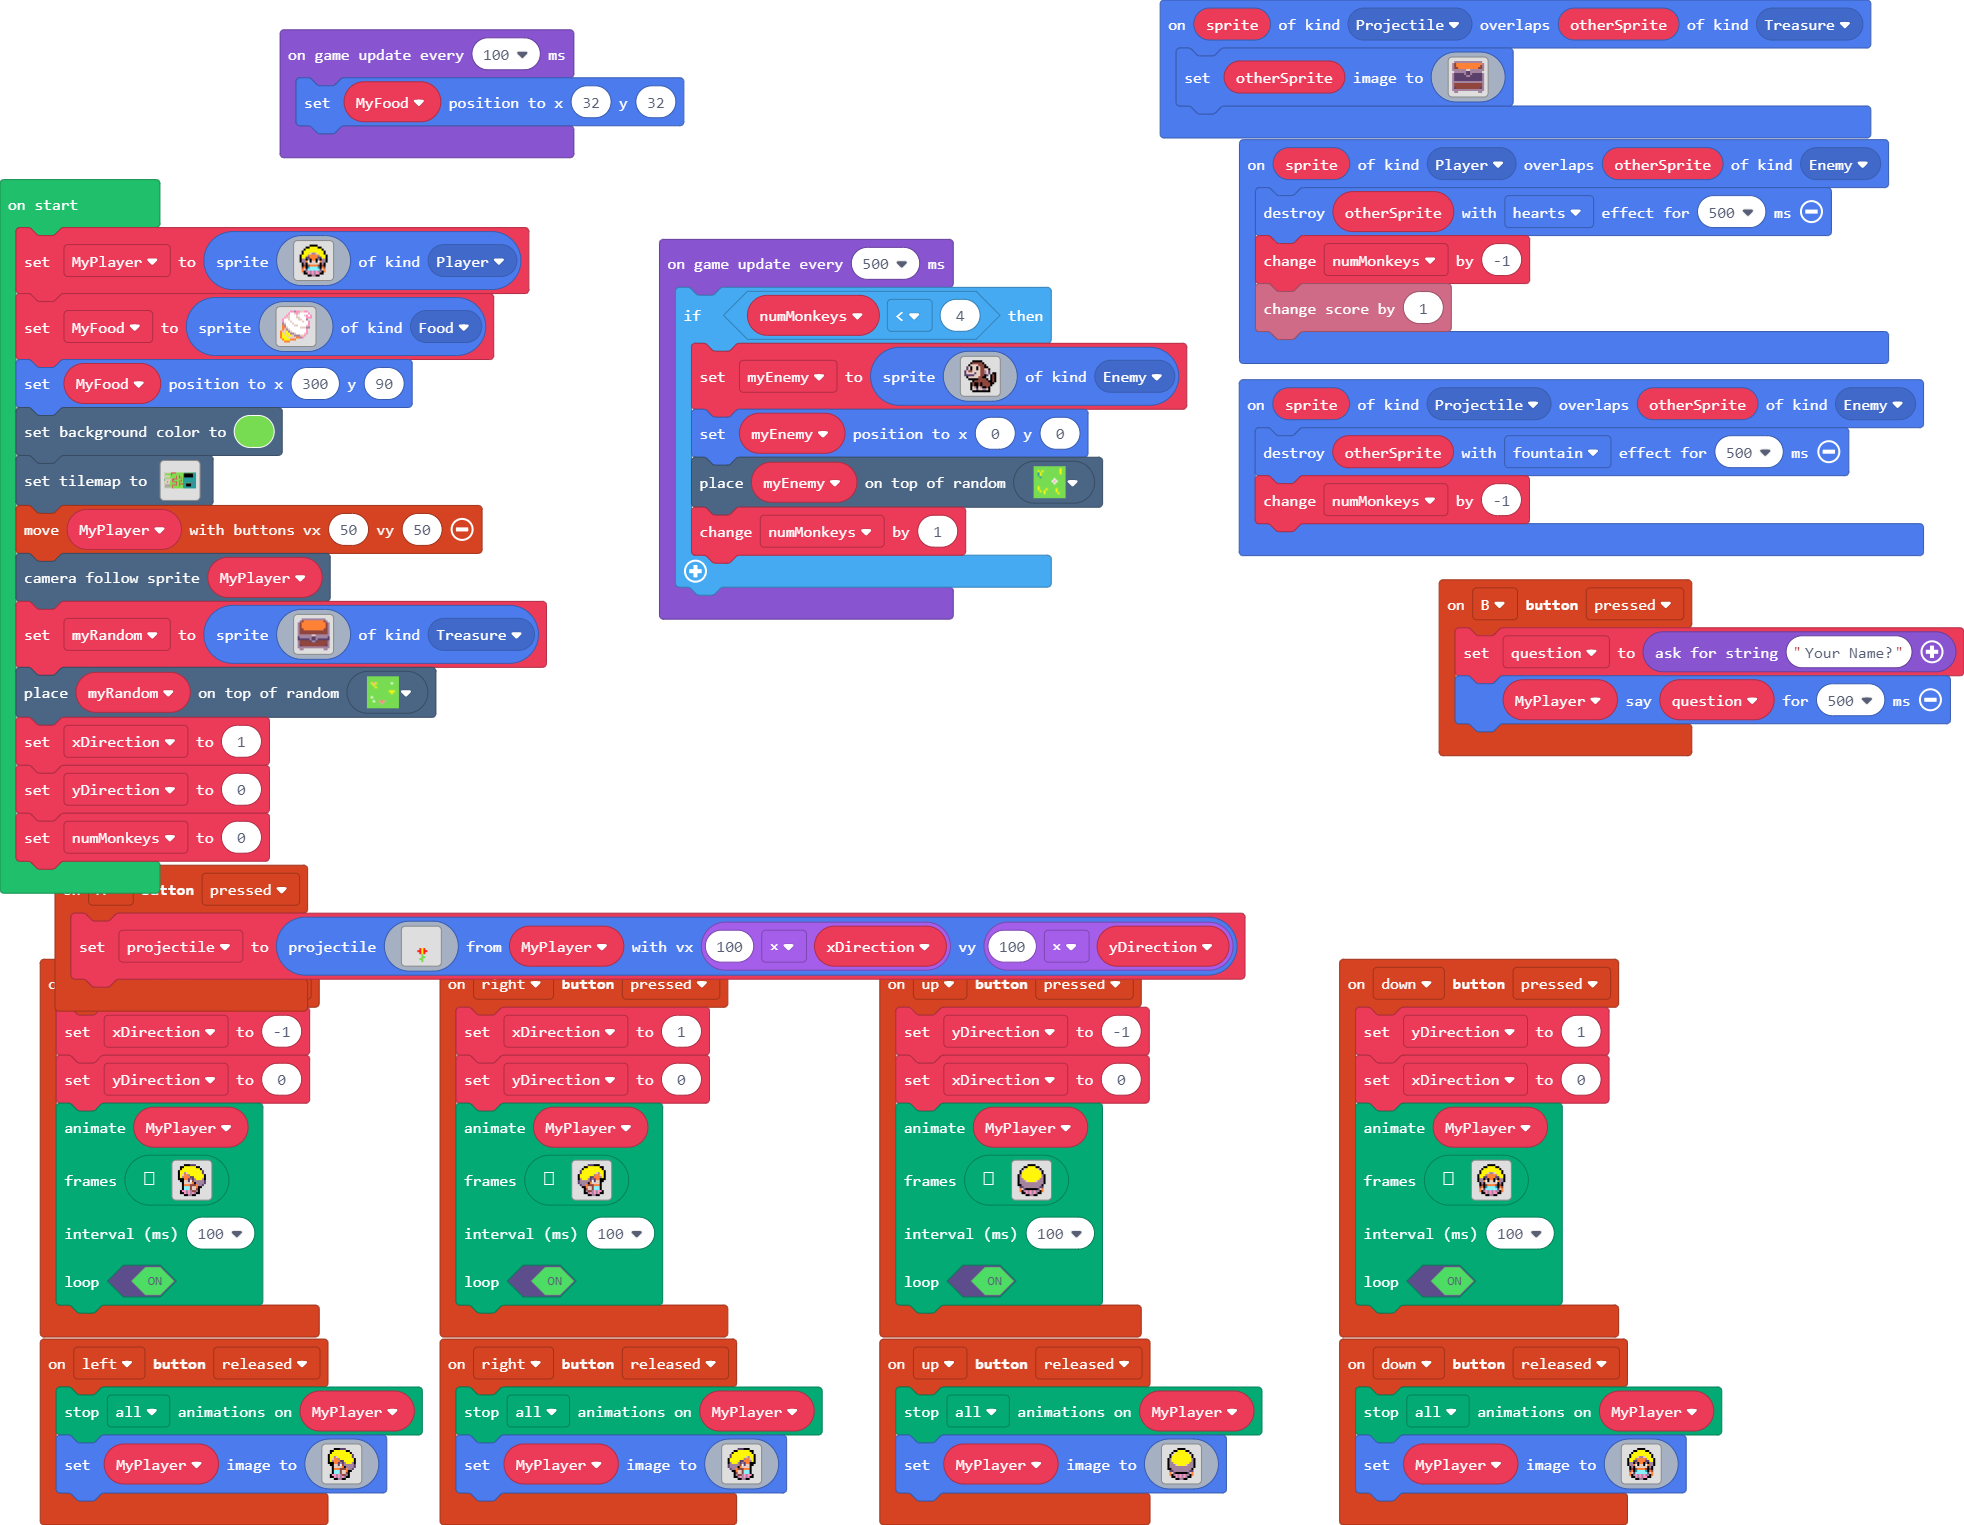 on game update every 100 ms
set MyFood position to x 32 y 32
on start
set MyPlayer to sprite of kind Player
set MyFood to sprite of kind Food
set MyFood position to x 300 y 90
set background color to
set tilemap to
move MyPlayer with buttons vx 50 vy 50
camera follow sprite MyPlayer
set myRandom to sprite of kind Treasure
place myRandom on top of random
set xDirection to 1
set yDirection to 0
set numMonkeys to 0
on game update every 500 ms
if numMonkeys < 4 then
set myEnemy to sprite of kind Enemy
set myEnemy position to x 0 y 0
place myEnemy on top of random
change numMonkeys by 1
on sprite of kind Projectile overlaps otherSprite of kind Treasure
set otherSprite image to
on sprite of kind Player overlaps otherSprite of kind Enemy
destroy otherSprite with hearts effect for 500 ms
change numMonkeys by -1
change score by 1
on sprite of kind Projectile overlaps otherSprite of kind Enemy
destroy otherSprite with fountain effect for 500 ms
change numMonkeys by -1
on B button pressed
set question to ask for string "Your Name?"
MyPlayer say question for 500 ms
button pressed
set projectile to projectile from MyPlayer with vx 100 × xDirection vy 100 × yDirection
set xDirection to -1
set yDirection to 0
animate MyPlayer
frames
interval (ms) 100
loop ON
on right button pressed
set xDirection to 1
set yDirection to 0
animate MyPlayer
frames
interval (ms) 100
loop ON
on up button pressed
set yDirection to -1
set xDirection to 0
animate MyPlayer
frames
interval (ms) 100
loop ON
on down button pressed
set yDirection to 1
set xDirection to 0
animate MyPlayer
frames
interval (ms) 100
loop ON
on left button released
stop all animations on MyPlayer
set MyPlayer image to
on right button released
stop all animations on MyPlayer
set MyPlayer image to
on up button released
stop all animations on MyPlayer
set MyPlayer image to
on down button released
stop all animations on MyPlayer
set MyPlayer image to